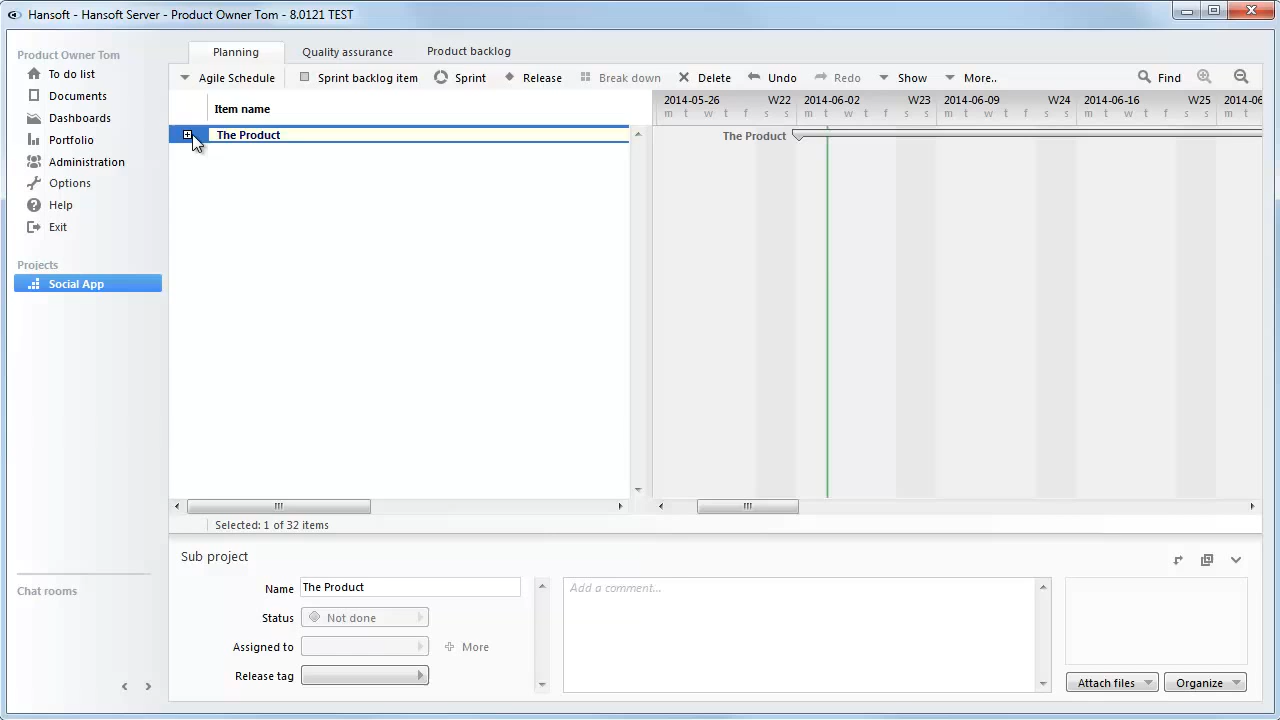 Hansoft - Hansoft Server - Product Owner Tom - 8.0121 TEST
Product Owner Tom
To do list
Documents
Dashboards
Portfolio
Administration
Options
Help
Exit
Projects
Social App
Chat rooms
Planning
Quality assurance
Product backlog
Agile Schedule
Sprint backlog item
Sprint
Release
Break down
Delete
Undo
Redo
Show
More..
Find
Item name
The Product
2014-05-26 W22 2014-06-02 W23 2014-06-09 W24 2014-06-16 W25 2014-06
m t w t f s s m t w t f s s m t w t f s s m t w t f s s m t
The Product
Selected: 1 of 32 items
Sub project
Name The Product
Status Not done
Assigned to More
Release tag
Add a comment...
Attach files
Organize